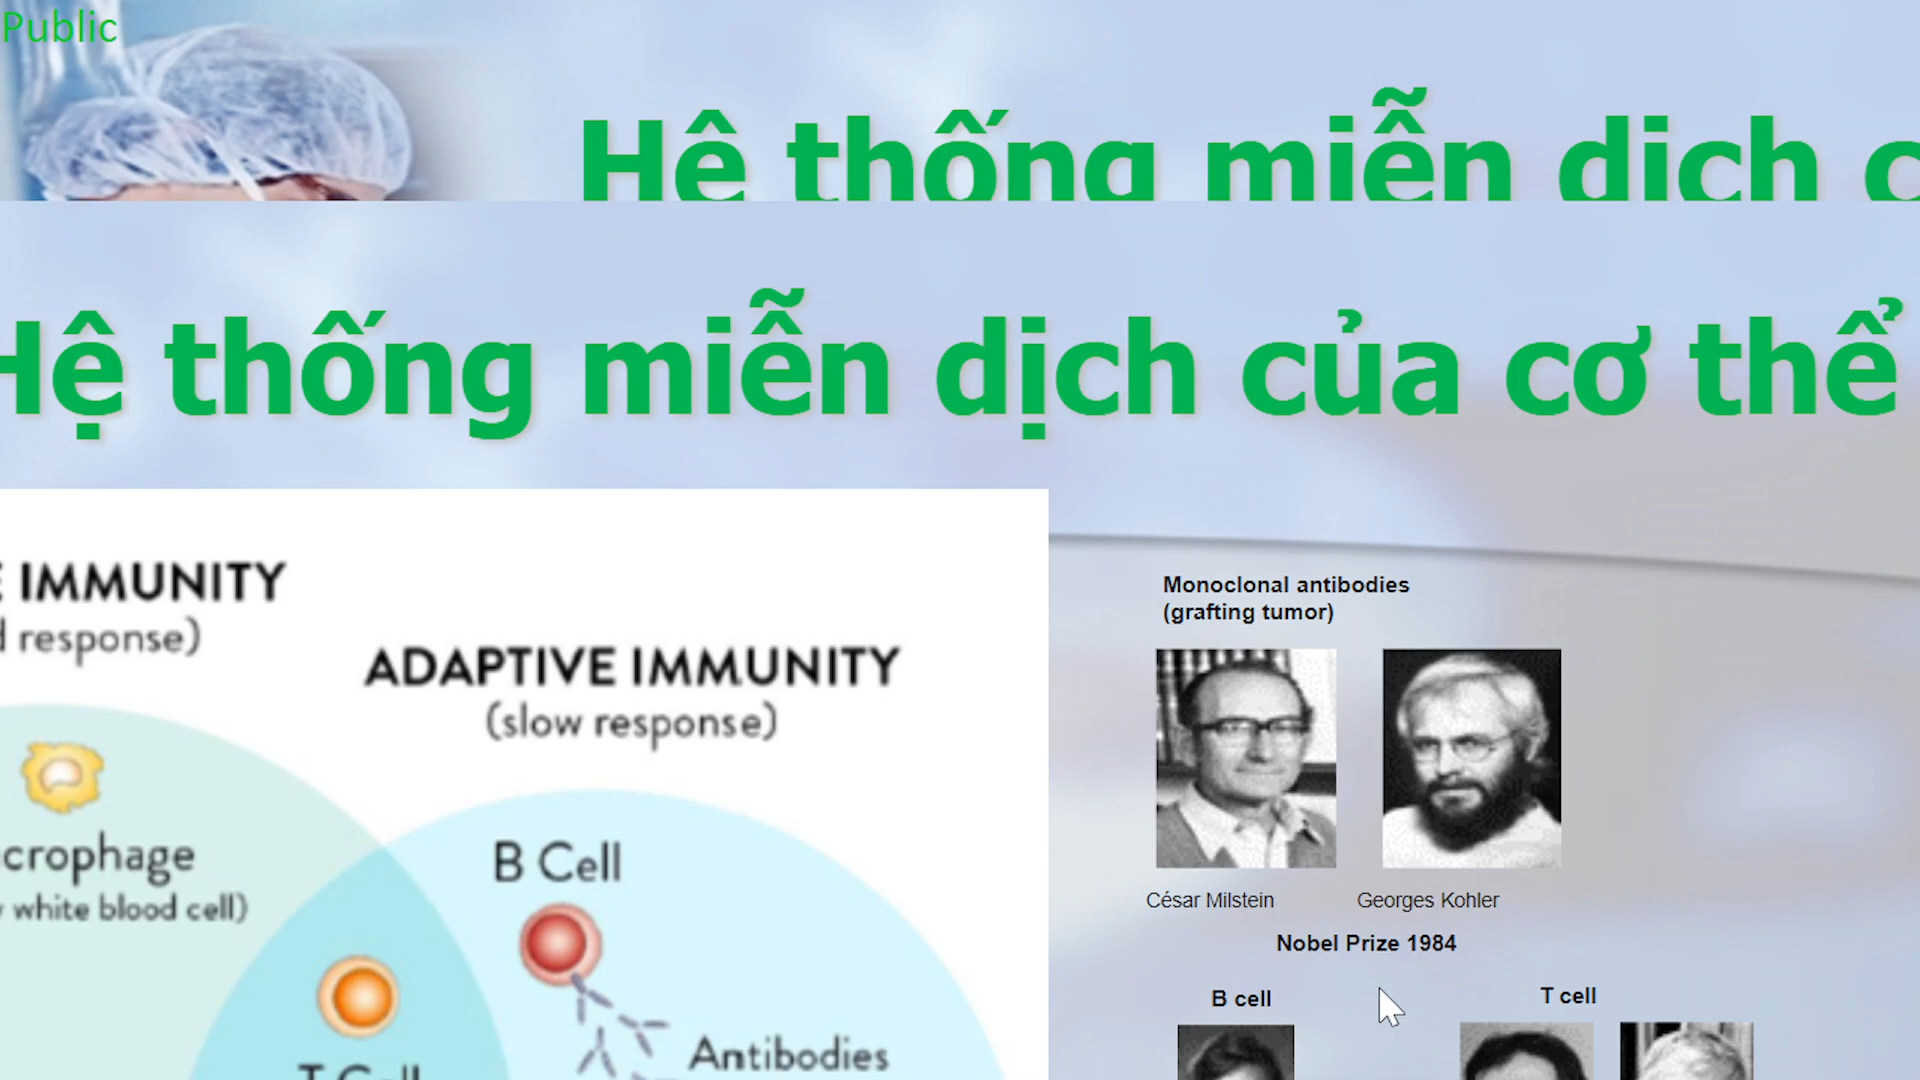 Public
Hệ thống miễn dịch c
Hệ thống miễn dịch của cơ thể
E IMMUNITY
d response)
ADAPTIVE IMMUNITY
(slow response)
crophage
white blood cell)
B Cell
T Cell
Antibodies
Monoclonal antibodies
(grafting tumor)
César Milstein
Georges Kohler
Nobel Prize 1984
B cell
T cell